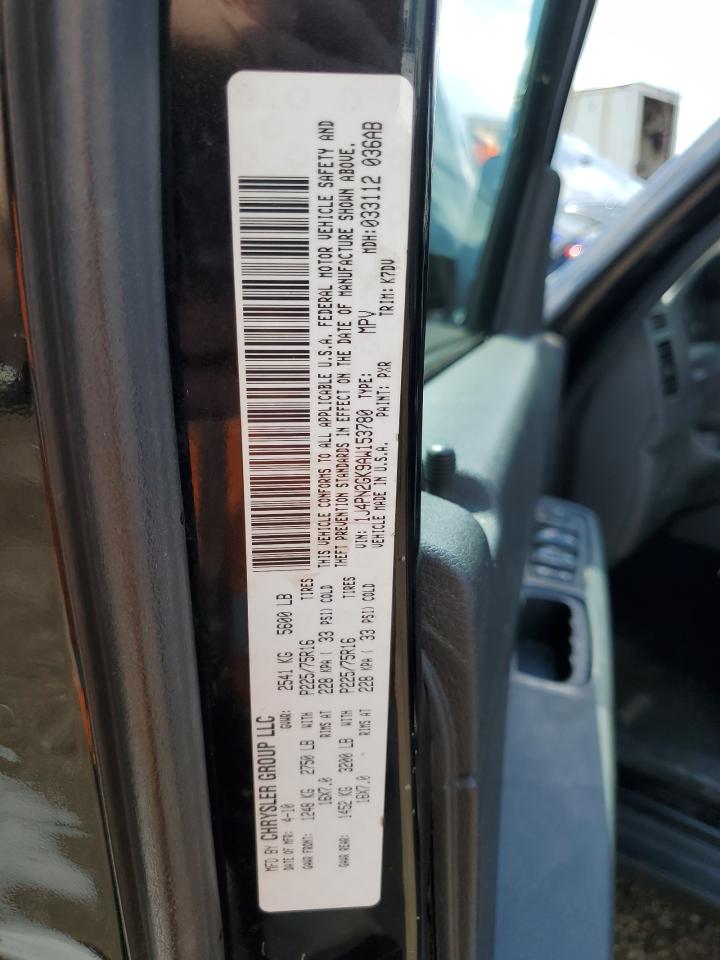 MFD BY CHRYSLER GROUP LLC
DATE OF MFR: 4-10 GVWR: 2541 KG 5600 LB
GAWR FRONT: 1248 KG 2750 LB WITH P225/75R16 TIRES
16X7.0 RIMS AT 228 KPA ( 33 PSI) COLD
GAWR REAR: 1452 KG 3200 LB WITH P225/75R16 TIRES
16X7.0 RIMS AT 228 KPA ( 33 PSI) COLD
THIS VEHICLE CONFORMS TO ALL APPLICABLE U.S.A. FEDERAL MOTOR VEHICLE SAFETY AND
THEFT PREVENTION STANDARDS IN EFFECT ON THE DATE OF MANUFACTURE SHOWN ABOVE.
VIN: 1J4PN2GK9AW153780 TYPE: MPV MDH:033112 036AB
VEHICLE MADE IN U.S.A. PAINT: PXR TRIM: K7DV